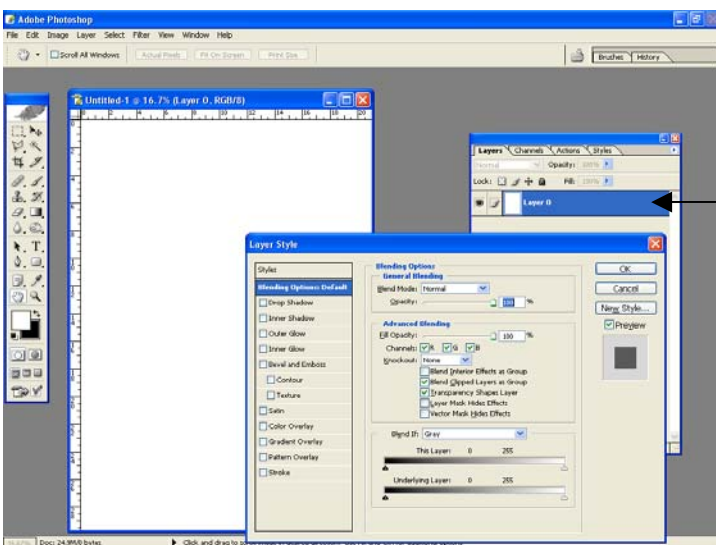 Adobe Photoshop
File Edit Image Layer Select Filter View Window Help
Scroll All Windows Actual Pixels Fit On Screen Print Size
Brushes History
Untitled-1 @ 16.7% (Layer 0, RGB/8)
Layers Channels Actions Styles
Normal Opacity: 100%
Lock: Fill: 100%
Layer 0
Layer Style
Styles
Blending Options: Default
Drop Shadow
Inner Shadow
Outer Glow
Inner Glow
Bevel and Emboss
Contour
Texture
Satin
Color Overlay
Gradient Overlay
Pattern Overlay
Stroke
Blending Options
General Blending
Blend Mode: Normal
Opacity: 100 %
Advanced Blending
Fill Opacity: 100 %
Channels: R G B
Knockout: None
Blend Interior Effects as Group
Blend Clipped Layers as Group
Transparency Shapes Layer
Layer Mask Hides Effects
Vector Mask Hides Effects
Blend If: Gray
This Layer: 0 255
Underlying Layer: 0 255
OK
Cancel
New Style...
Preview
Doc: 24.9M/0 bytes